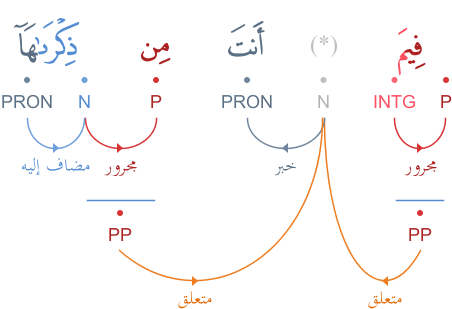 فِيمَ (*) أَنتَ مِن ذِكْرَىٰهَآ
PRON N P PRON N INTG P
مجرور خبر مجرور مضاف إليه
PP PP
متعلق متعلق